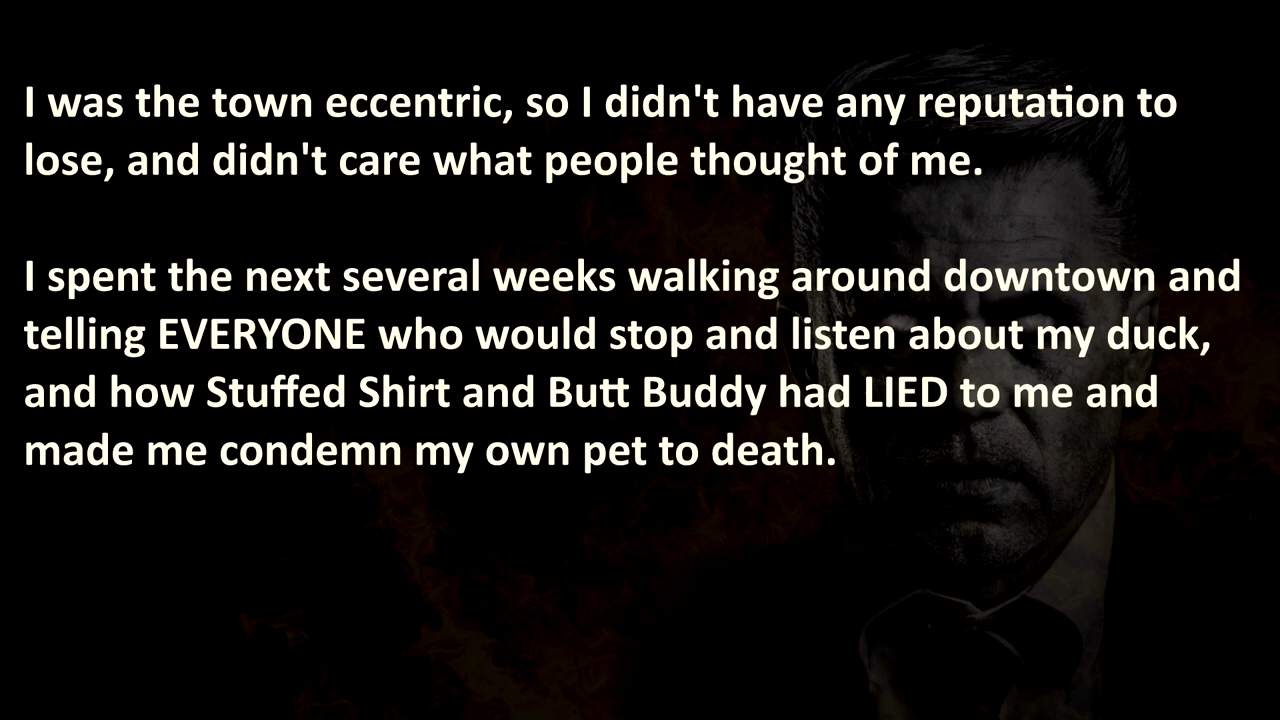 I was the town eccentric, so I didn't have any reputation to
lose, and didn't care what people thought of me.
I spent the next several weeks walking around downtown and
telling EVERYONE who would stop and listen about my duck,
and how Stuffed Shirt and Butt Buddy had LIED to me and
made me condemn my own pet to death.